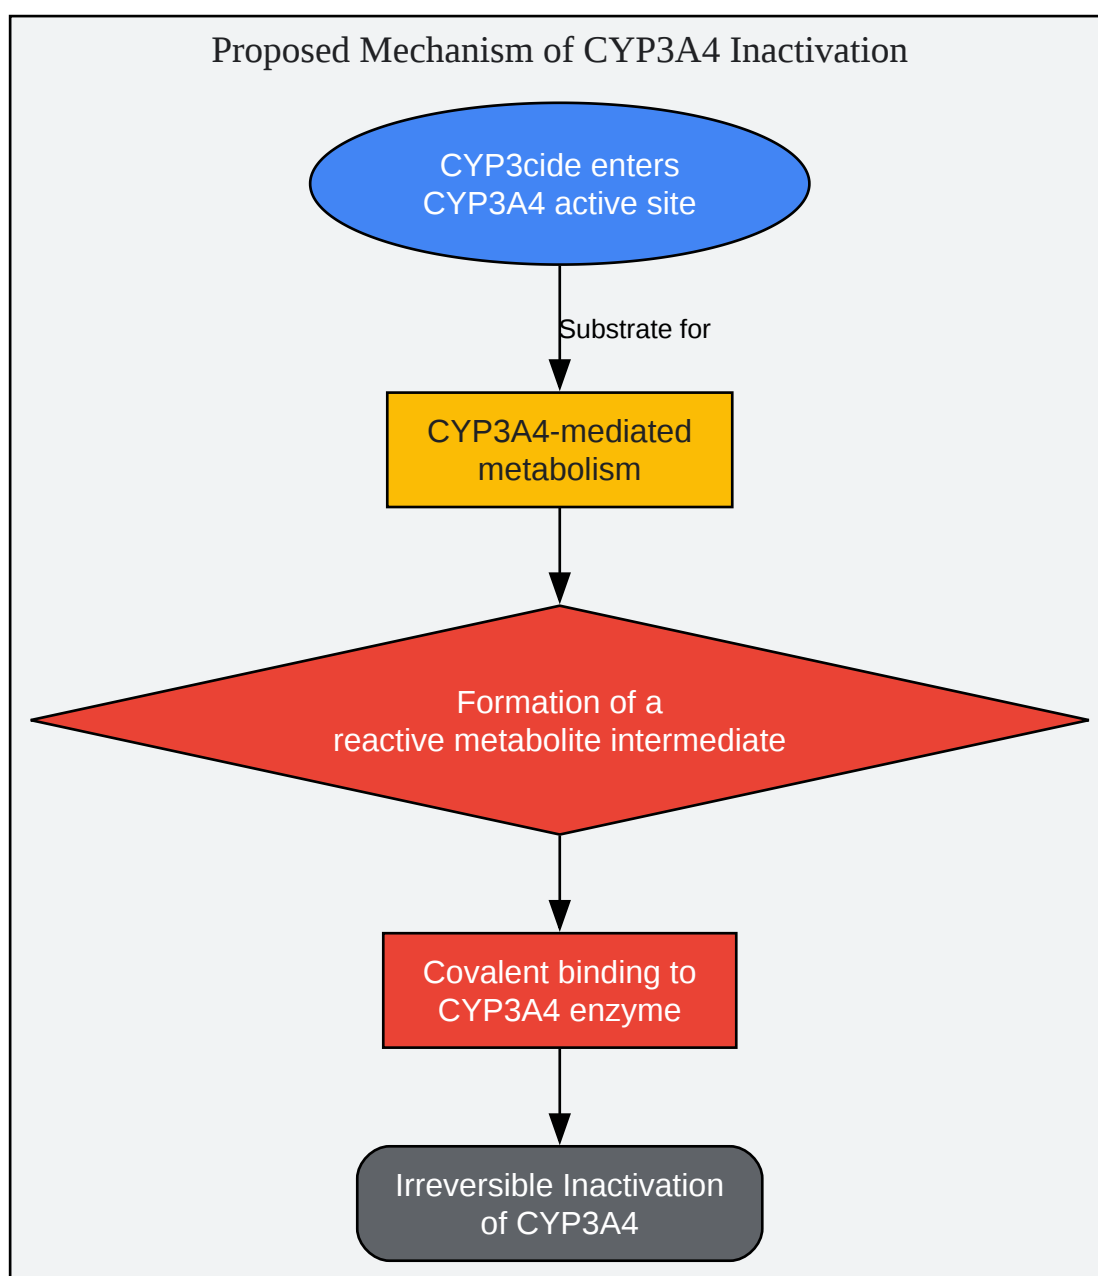 Proposed Mechanism of CYP3A4 Inactivation
CYP3cide enters
CYP3A4 active site
Substrate for
CYP3A4-mediated
metabolism
Formation of a
reactive metabolite intermediate
Covalent binding to
CYP3A4 enzyme
Irreversible Inactivation
of CYP3A4